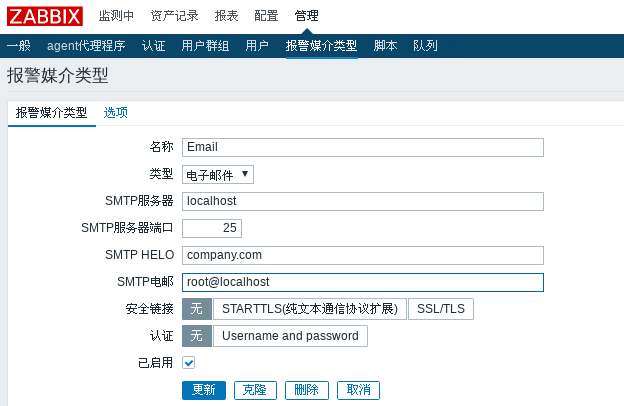 ZABBIX 监测中 资产记录 报表 配置 管理
一般 agent代理程序 认证 用户群组 用户 报警媒介类型 脚本 队列
报警媒介类型
报警媒介类型 选项
名称 Email
类型 电子邮件
SMTP服务器 localhost
SMTP服务器端口 25
SMTP HELO company.com
SMTP电邮 root@localhost
安全链接 无 STARTTLS(纯文本通信协议扩展) SSL/TLS
认证 无 Username and password
已启用
更新 克隆 删除 取消